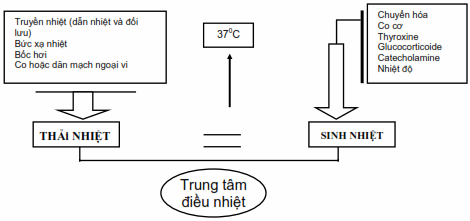 Truyền nhiệt (dẫn nhiệt và đối
lưu)
Bức xạ nhiệt
Bốc hơi
Co hoặc dãn mạch ngoại vi
37⁰C
Chuyển hóa
Co cơ
Thyroxine
Glucocorticoide
Catecholamine
Nhiệt độ
THẢI NHIỆT
SINH NHIỆT
Trung tâm
điều nhiệt